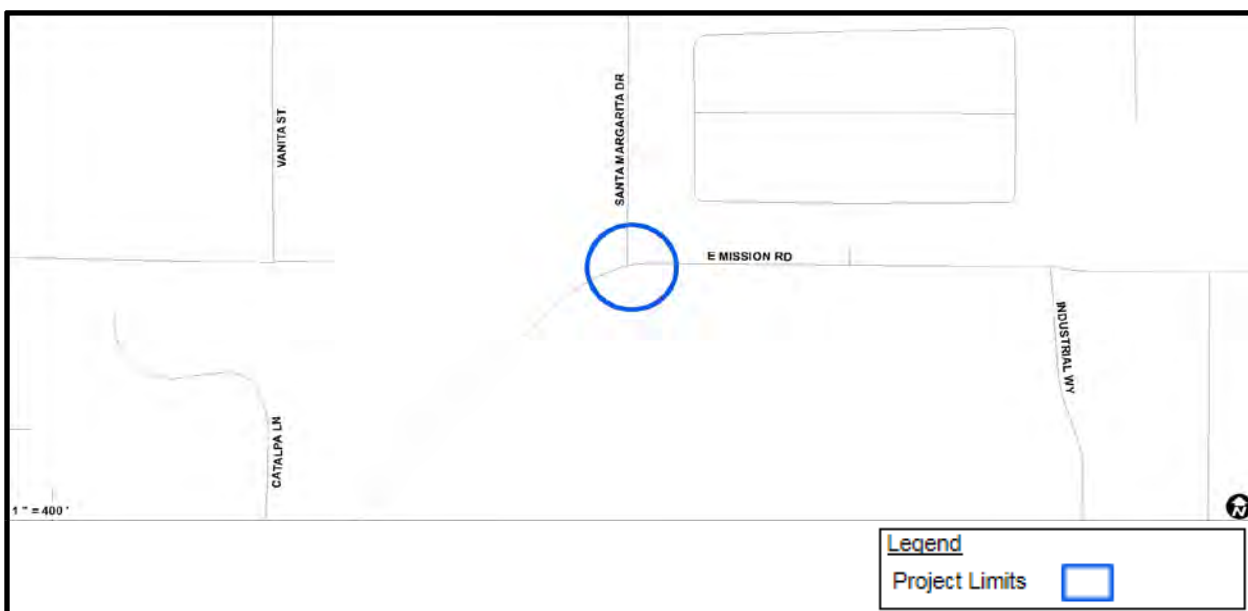 VANITA ST
SANTA MARGARITA DR
E MISSION RD
INDUSTRIAL WY
CATALPA LN
1 " = 400 '
N
Legend
Project Limits